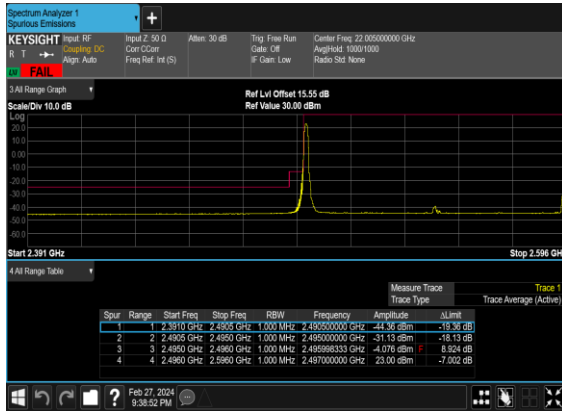 Spectrum Analyzer 1
Spurious Emissions
KEYSIGHT
R T
LV FAIL
Input: RF
Coupling: DC
Align: Auto
Input Z: 50 Ω
Corr CCorr
Freq Ref: Int (S)
Atten: 30 dB
Trig: Free Run
Gate: Off
IF Gain: Low
Center Freq: 22.005000000 GHz
Avg|Hold: 1000/1000
Radio Std: None
3 All Range Graph
Scale/Div 10.0 dB
Ref Lvl Offset 15.55 dB
Ref Value 30.00 dBm
Log
20.0
10.0
0.00
-10.0
-20.0
-30.0
-40.0
-50.0
-60.0
Start 2.391 GHz
Stop 2.596 GHz
4 All Range Table
Measure Trace Trace 1
Trace Type Trace Average (Active)
Spur Range Start Freq Stop Freq RBW Frequency Amplitude ΔLimit
1 1 2.3910 GHz 2.4905 GHz 1.000 MHz 2.490500000 GHz -44.36 dBm -19.36 dB
2 2 2.4905 GHz 2.4950 GHz 1.000 MHz 2.495000000 GHz -31.13 dBm -18.13 dB
3 3 2.4950 GHz 2.4960 GHz 1.000 MHz 2.495998333 GHz -4.076 dBm F 8.924 dB
4 4 2.4960 GHz 2.5960 GHz 1.000 MHz 2.497000000 GHz 23.00 dBm -7.002 dB
Feb 27, 2024
9:38:52 PM